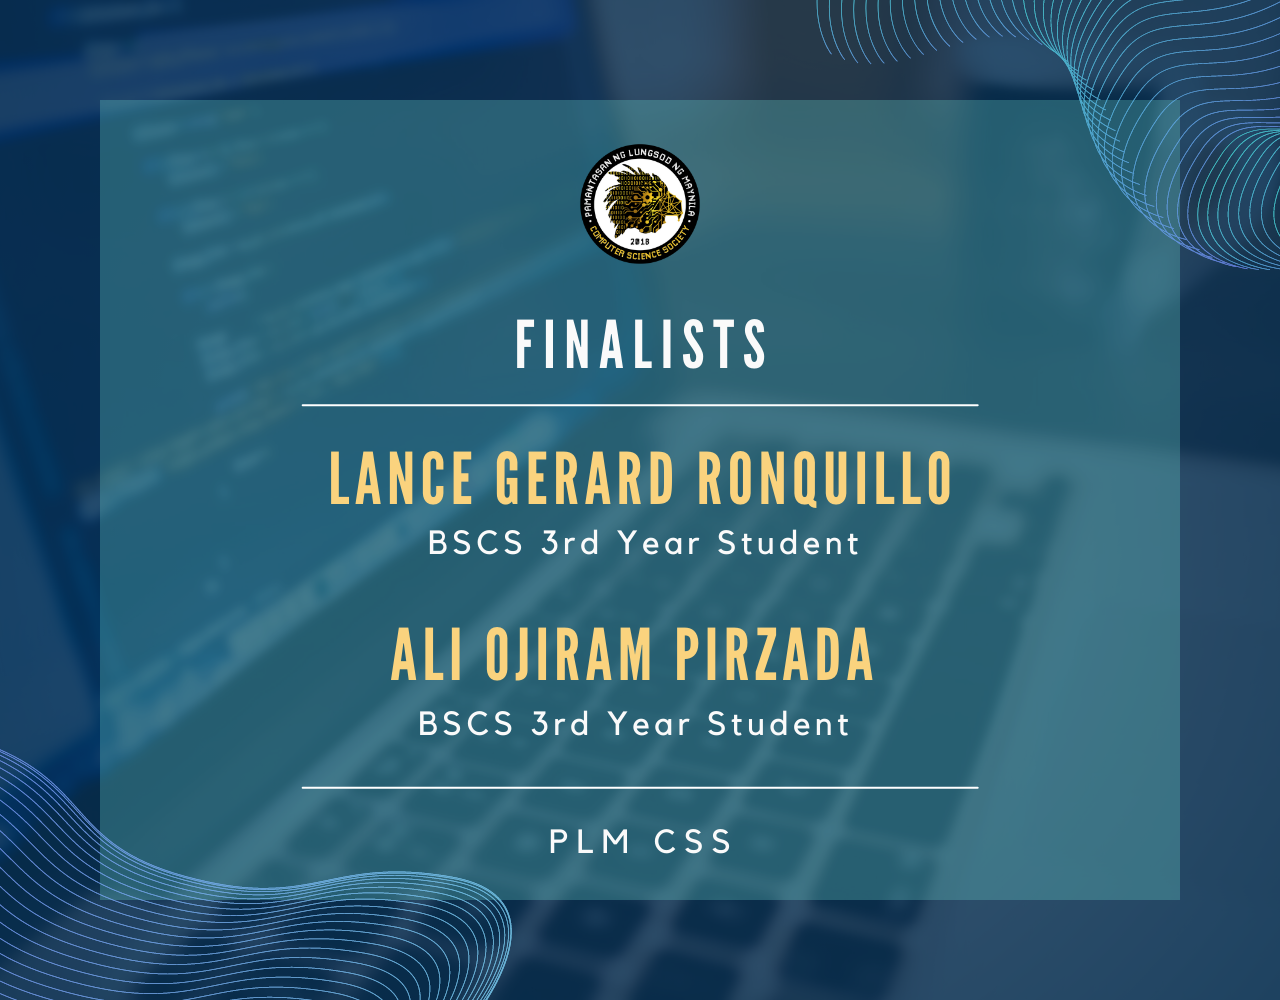 PAMANTASAN NG LUNGSOD NG MAYNILA
2018
COMPUTER SCIENCE SOCIETY
FINALISTS
LANCE GERARD RONQUILLO
BSCS 3rd Year Student
ALI OJIRAM PIRZADA
BSCS 3rd Year Student
PLM CSS